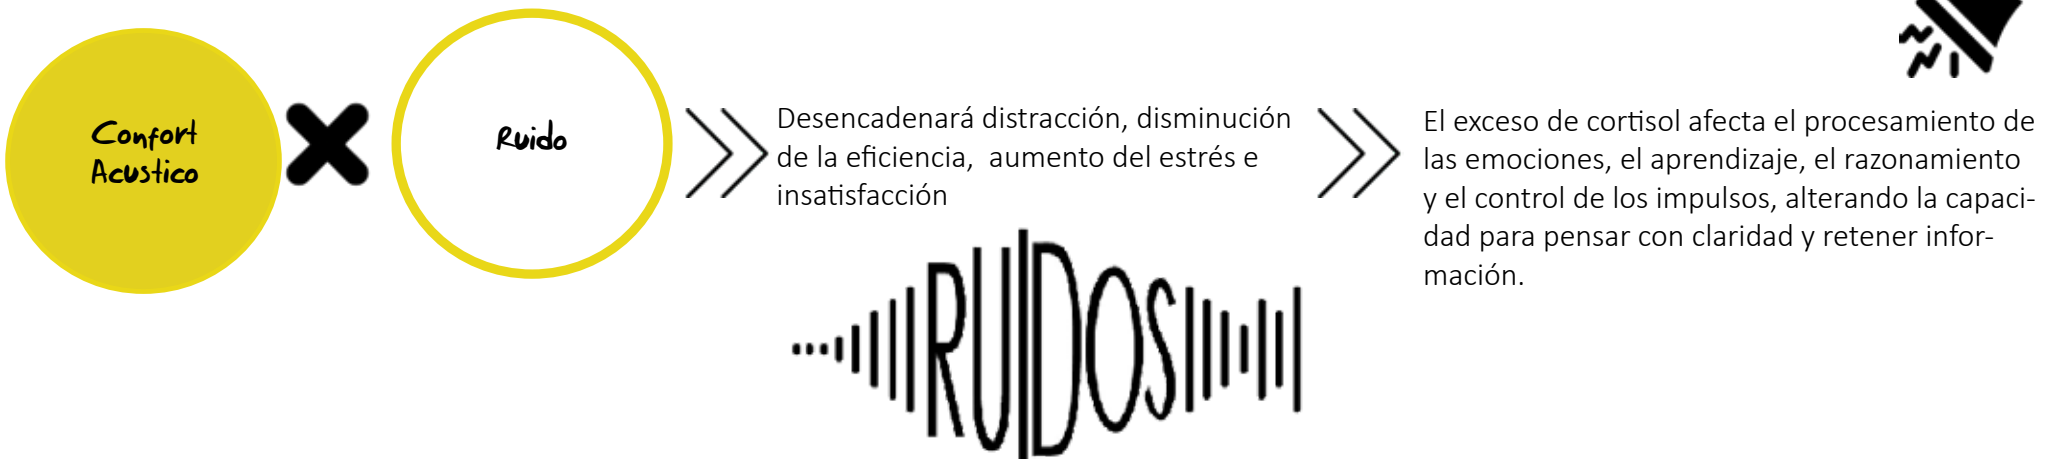 Confort
Acustico
Ruido
Desencadenará distracción, disminución
de la eficiencia, aumento del estrés e
insatisfacción
RUIDOS
El exceso de cortisol afecta el procesamiento de
las emociones, el aprendizaje, el razonamiento
y el control de los impulsos, alterando la capaci-
dad para pensar con claridad y retener infor-
mación.